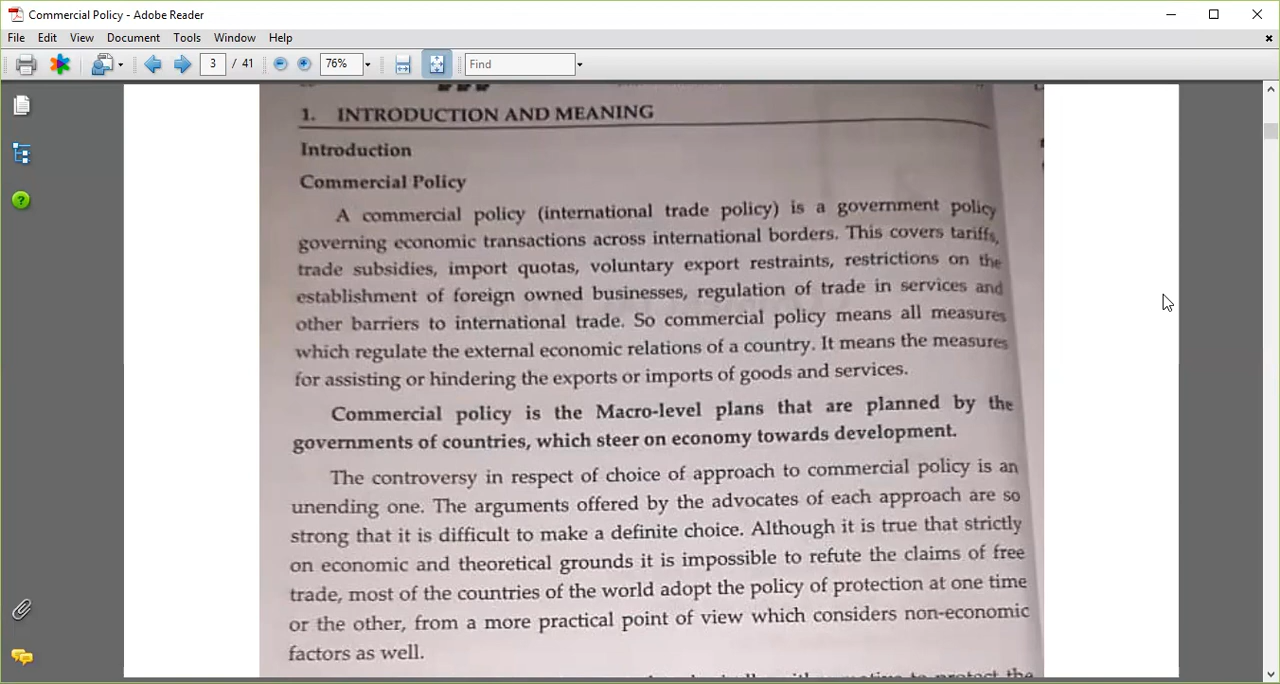 Commercial Policy - Adobe Reader
File Edit View Document Tools Window Help
3 / 41 76% Find
1. INTRODUCTION AND MEANING
Introduction
Commercial Policy
A commercial policy (international trade policy) is a government policy
governing economic transactions across international borders. This covers tariffs,
trade subsidies, import quotas, voluntary export restraints, restrictions on the
establishment of foreign owned businesses, regulation of trade in services and
other barriers to international trade. So commercial policy means all measures
which regulate the external economic relations of a country. It means the measures
for assisting or hindering the exports or imports of goods and services.
Commercial policy is the Macro-level plans that are planned by the
governments of countries, which steer on economy towards development.
The controversy in respect of choice of approach to commercial policy is an
unending one. The arguments offered by the advocates of each approach are so
strong that it is difficult to make a definite choice. Although it is true that strictly
on economic and theoretical grounds it is impossible to refute the claims of free
trade, most of the countries of the world adopt the policy of protection at one time
or the other, from a more practical point of view which considers non-economic
factors as well.
to protect the